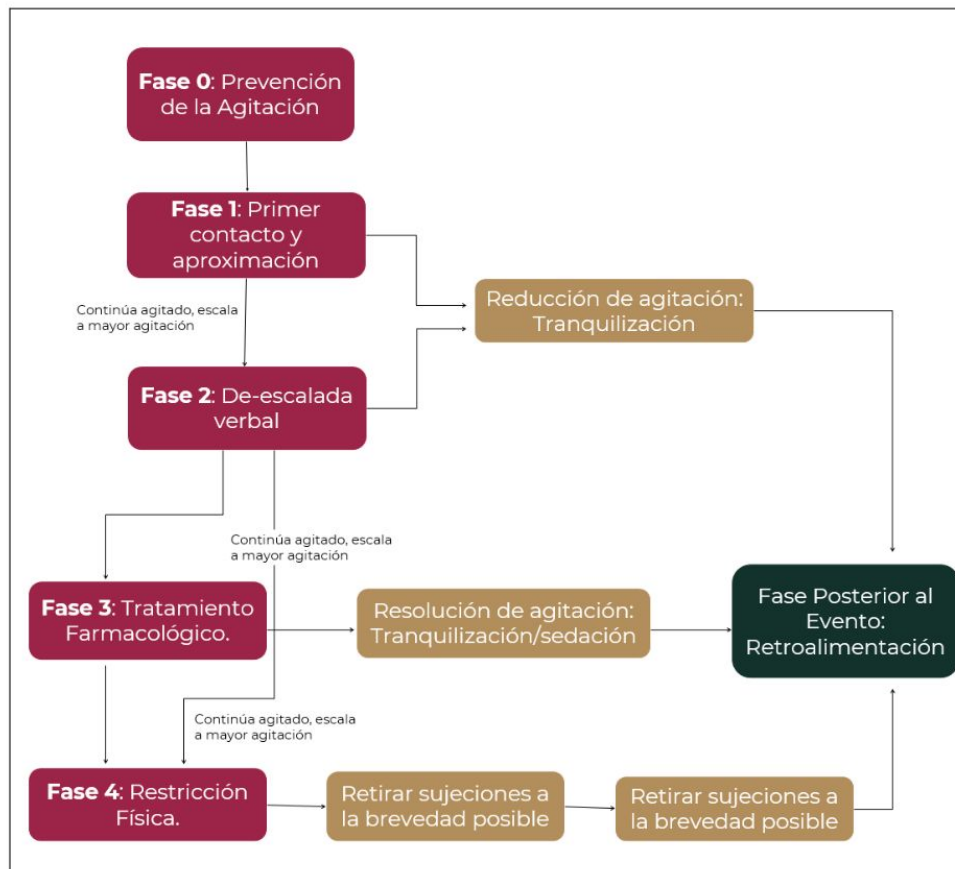 Fase 0: Prevención
de la Agitación
Fase 1: Primer
contacto y
aproximación
Continúa agitado, escala
a mayor agitación
Reducción de agitación:
Tranquilización
Fase 2: De-escalada
verbal
Continúa agitado, escala
a mayor agitación
Fase 3: Tratamiento
Farmacológico.
Resolución de agitación:
Tranquilización/sedación
Fase Posterior al
Evento:
Retroalimentación
Continúa agitado, escala
a mayor agitación
Fase 4: Restricción
Física.
Retirar sujeciones a
la brevedad posible
Retirar sujeciones a
la brevedad posible